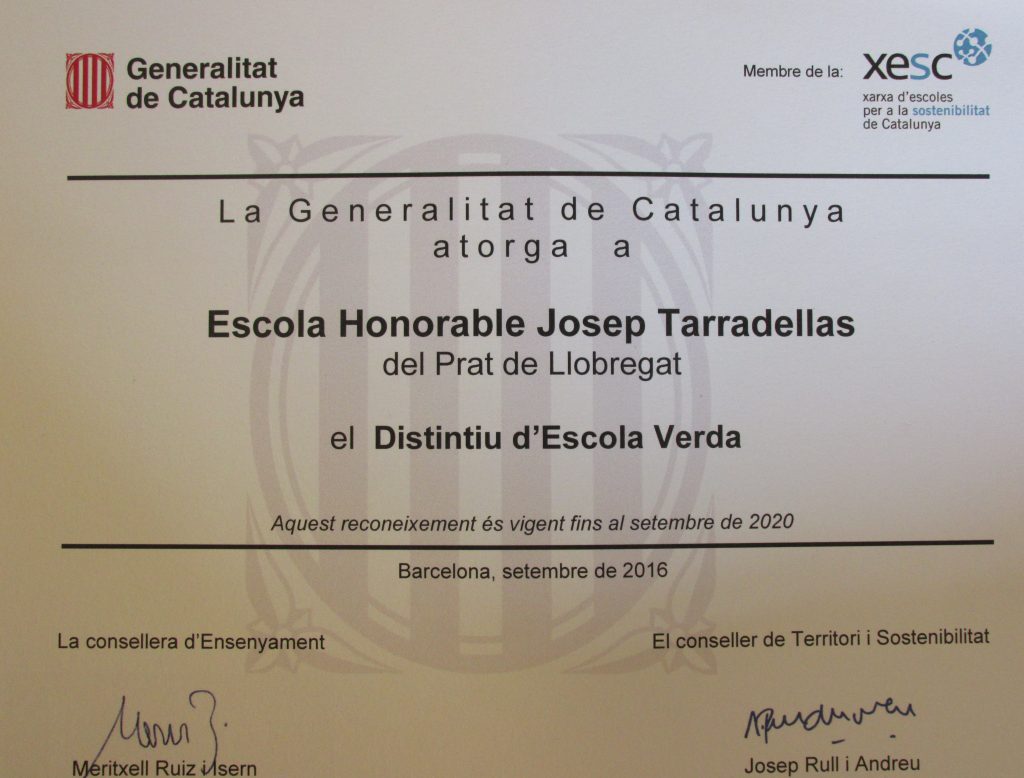 Generalitat
de Catalunya
Membre de la:
xesc
xarxa d'escoles
per a la sostenibilitat
de Catalunya
La Generalitat de Catalunya
atorga a
Escola Honorable Josep Tarradellas
del Prat de Llobregat
el Distintiu d'Escola Verda
Aquest reconeixement és vigent fins al setembre de 2020
Barcelona, setembre de 2016
La consellera d'Ensenyament
El conseller de Territori i Sostenibilitat
Meritxell Ruiz i Isern
Josep Rull i Andreu